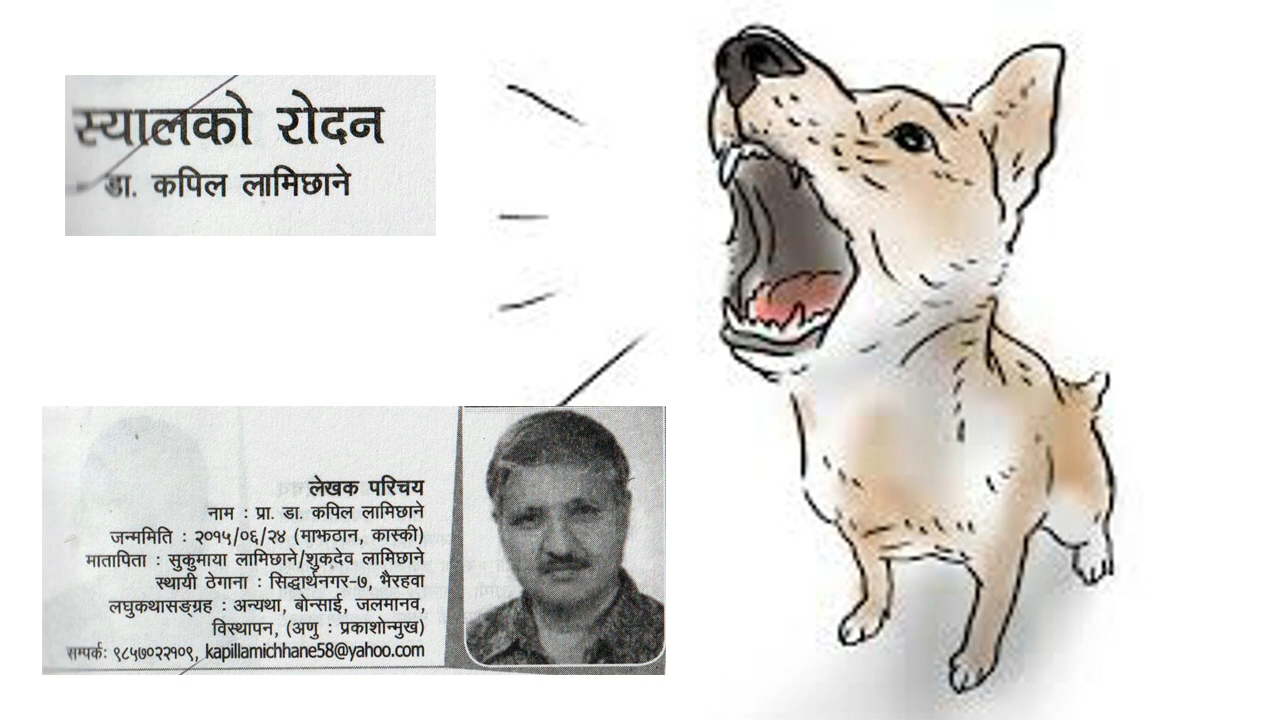 स्यालको रोदन
डा. कपिल लामिछाने
लेखक परिचय
नाम : प्रा. डा. कपिल लामिछाने
जन्ममिति : २०१५/०६/२४ (माझठान, कास्की)
मातापिता : सुकुमाया लामिछाने/शुकदेव लामिछाने
स्थायी ठेगाना : सिद्धार्थनगर-७, भैरहवा
लघुकथासङ्ग्रह : अन्यथा, बोन्साई, जलमानव,
विस्थापन, (अणु : प्रकाशोन्मुख)
सम्पर्क: ९८५७०२२१०९, kapillamichhane58@yahoo.com